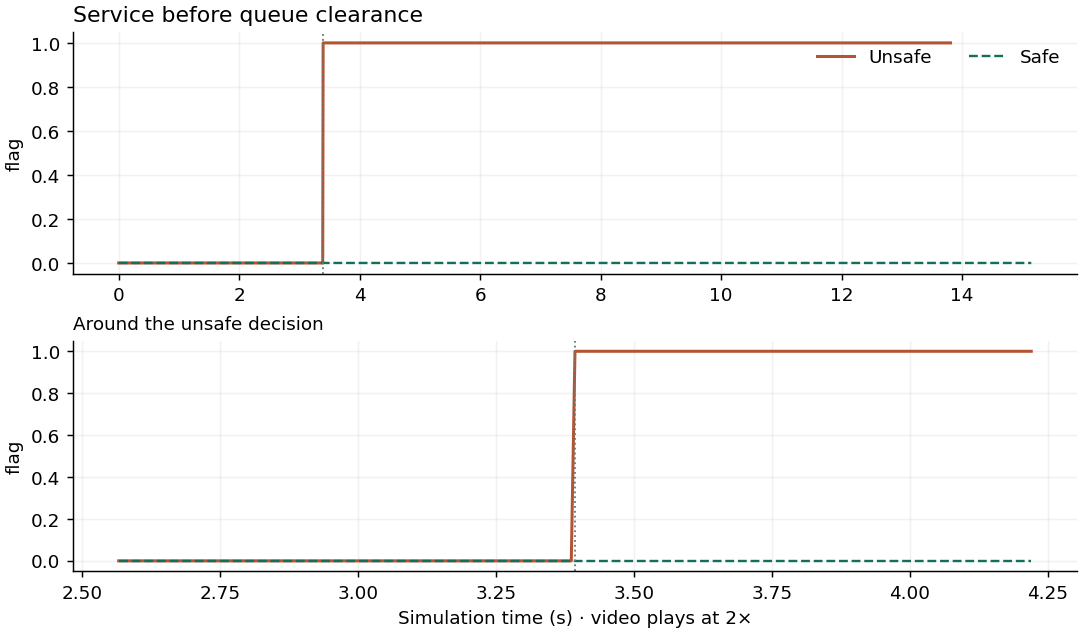 Service before queue clearance
1.0
0.8
0.6
0.4
0.2
0.0
flag
Unsafe Safe
0 2 4 6 8 10 12 14
Around the unsafe decision
1.0
0.8
0.6
0.4
0.2
0.0
flag
2.50 2.75 3.00 3.25 3.50 3.75 4.00 4.25
Simulation time (s) · video plays at 2×